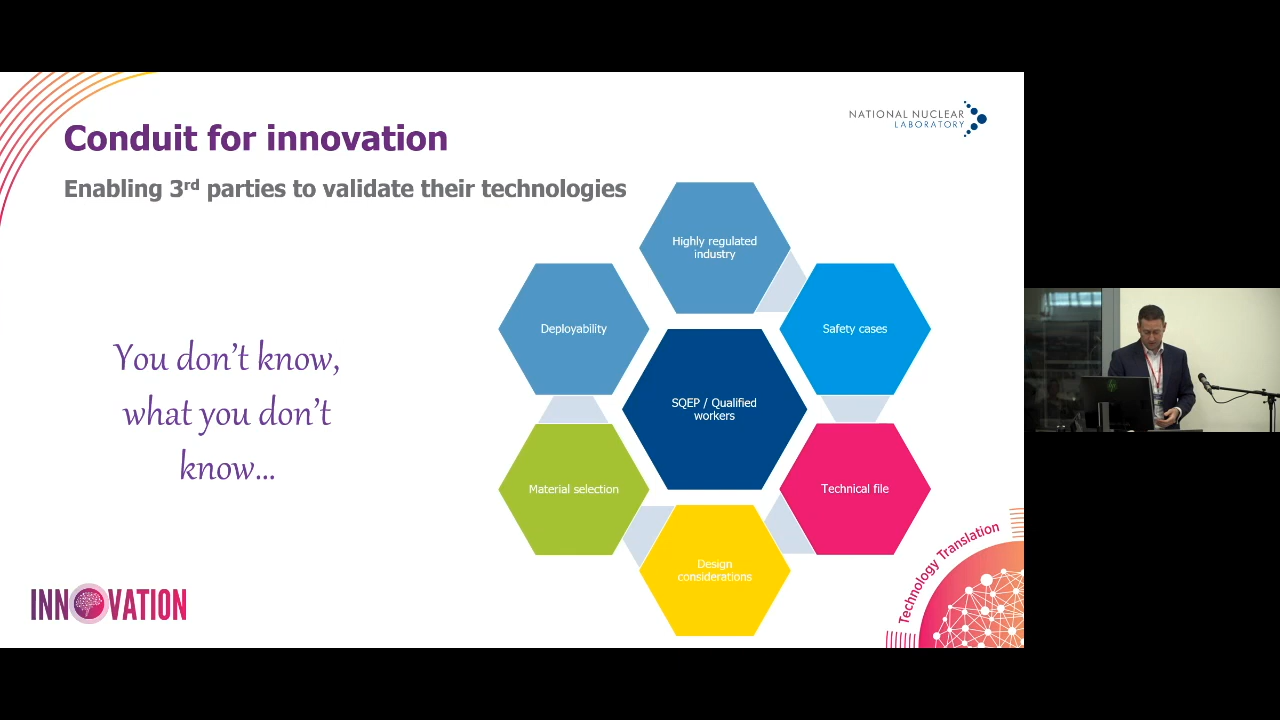 NATIONAL NUCLEAR
LABORATORY
Conduit for innovation
Enabling 3rd parties to validate their technologies
Highly regulated
industry
Deployability
Safety cases
You don't know,
what you don't
know...
SQEP / Qualified
workers
Material selection
Technical file
Design
considerations
Technology Translation
INNOVATION